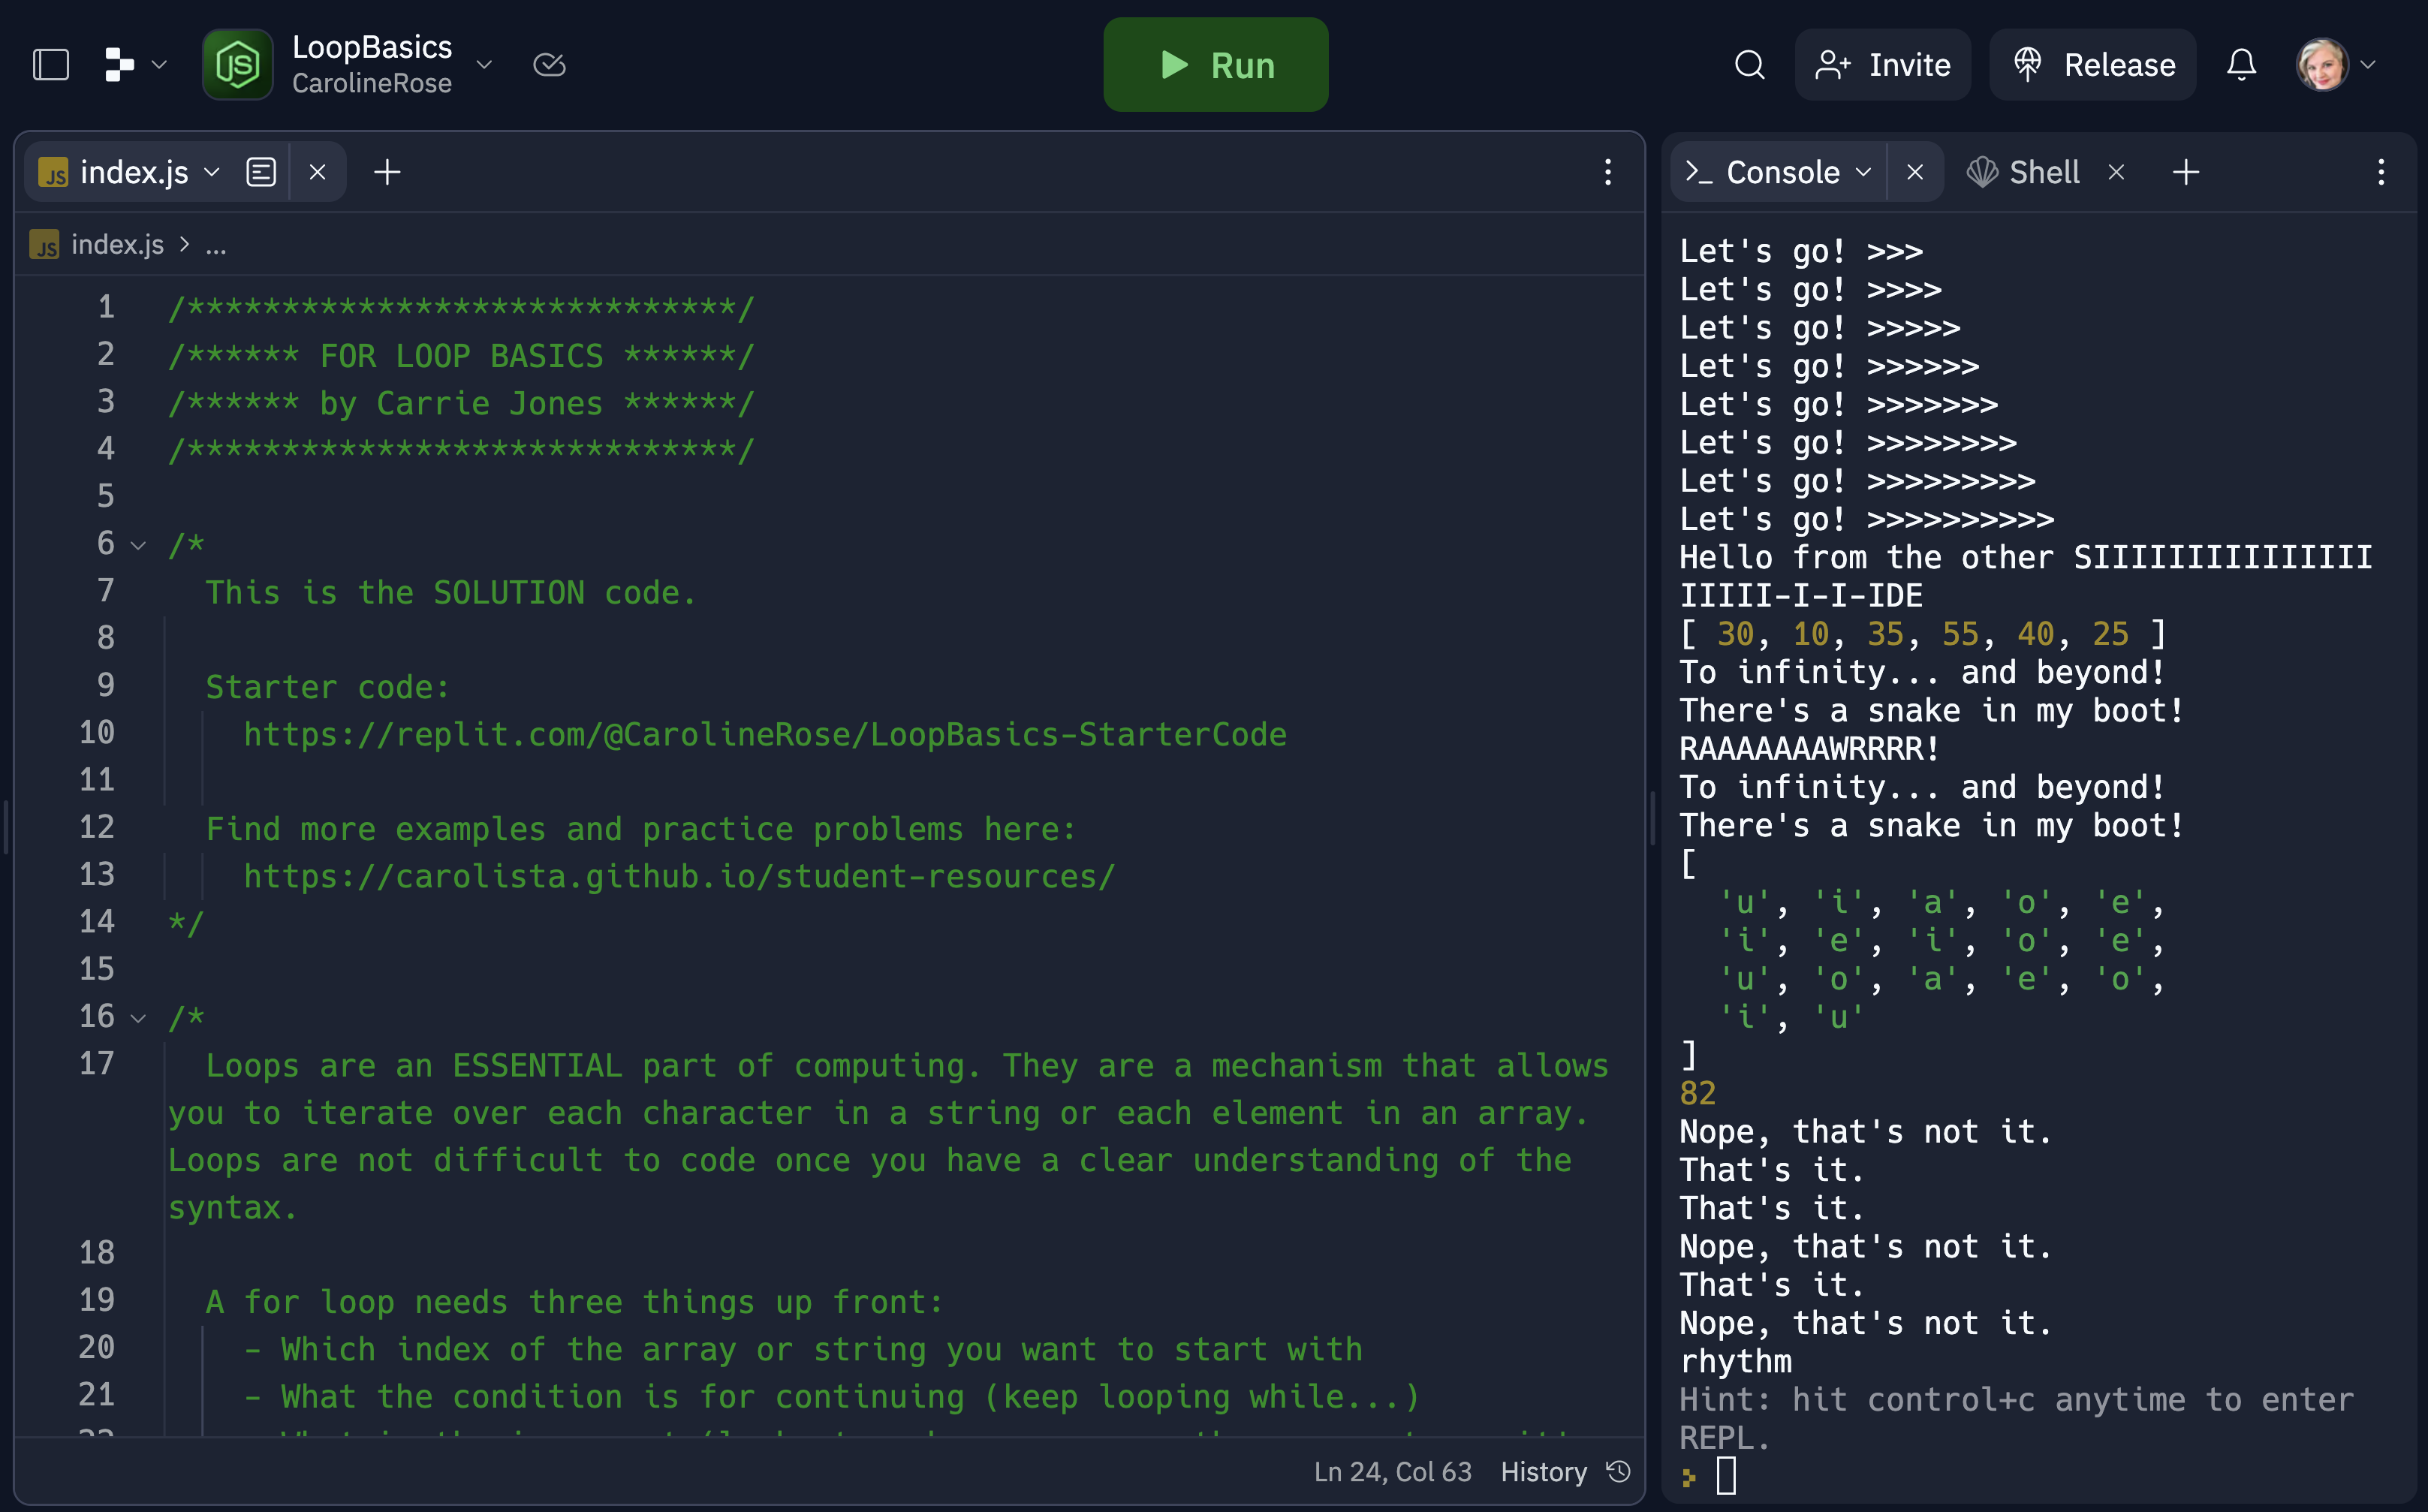 LoopBasics
CarolineRose
Run
Invite
Release
JS index.js
Console
Shell
JS index.js > ...
1 /*****************************/
2 /****** FOR LOOP BASICS ******/
3 /****** by Carrie Jones ******/
4 /*****************************/
5
6 /*
7 This is the SOLUTION code.
8
9 Starter code:
10 https://replit.com/@CarolineRose/LoopBasics-StarterCode
11
12 Find more examples and practice problems here:
13 https://carolista.github.io/student-resources/
14 */
15
16 /*
17 Loops are an ESSENTIAL part of computing. They are a mechanism that allows
you to iterate over each character in a string or each element in an array.
Loops are not difficult to code once you have a clear understanding of the
syntax.
18
19 A for loop needs three things up front:
20 - Which index of the array or string you want to start with
21 - What the condition is for continuing (keep looping while...)
Ln 24, Col 63 History
Let's go! >>>
Let's go! >>>>
Let's go! >>>>>
Let's go! >>>>>>
Let's go! >>>>>>>
Let's go! >>>>>>>>
Let's go! >>>>>>>>>
Let's go! >>>>>>>>>>
Hello from the other SIIIIIIIIIIIIIII
IIIII-I-I-IDE
[ 30, 10, 35, 55, 40, 25 ]
To infinity... and beyond!
There's a snake in my boot!
RAAAAAAAWRRRR!
To infinity... and beyond!
There's a snake in my boot!
[
'u', 'i', 'a', 'o', 'e',
'i', 'e', 'i', 'o', 'e',
'u', 'o', 'a', 'e', 'o',
'i', 'u'
]
82
Nope, that's not it.
That's it.
That's it.
Nope, that's not it.
That's it.
Nope, that's not it.
rhythm
Hint: hit control+c anytime to enter
REPL.